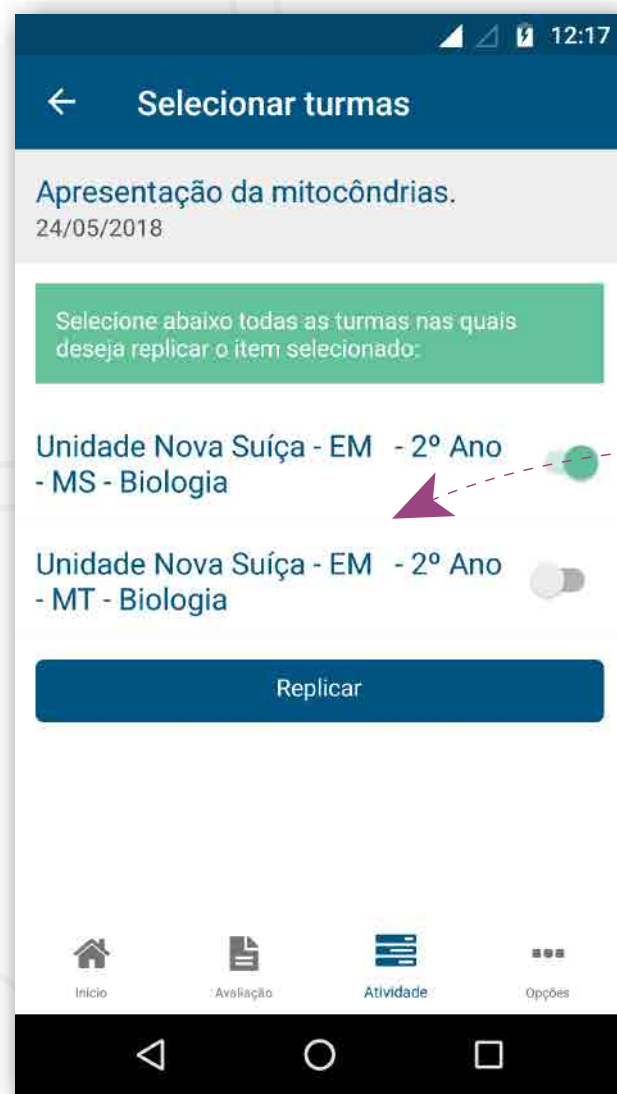 12:17
Selecionar turmas
Apresentação da mitocôndrias.
24/05/2018
Selecione abaixo todas as turmas nas quais
deseja replicar o item selecionado:
Unidade Nova Suíça - EM - 2º Ano
- MS - Biologia
Unidade Nova Suíça - EM - 2º Ano
- MT - Biologia
Replicar
Início Avaliação Atividade Opções